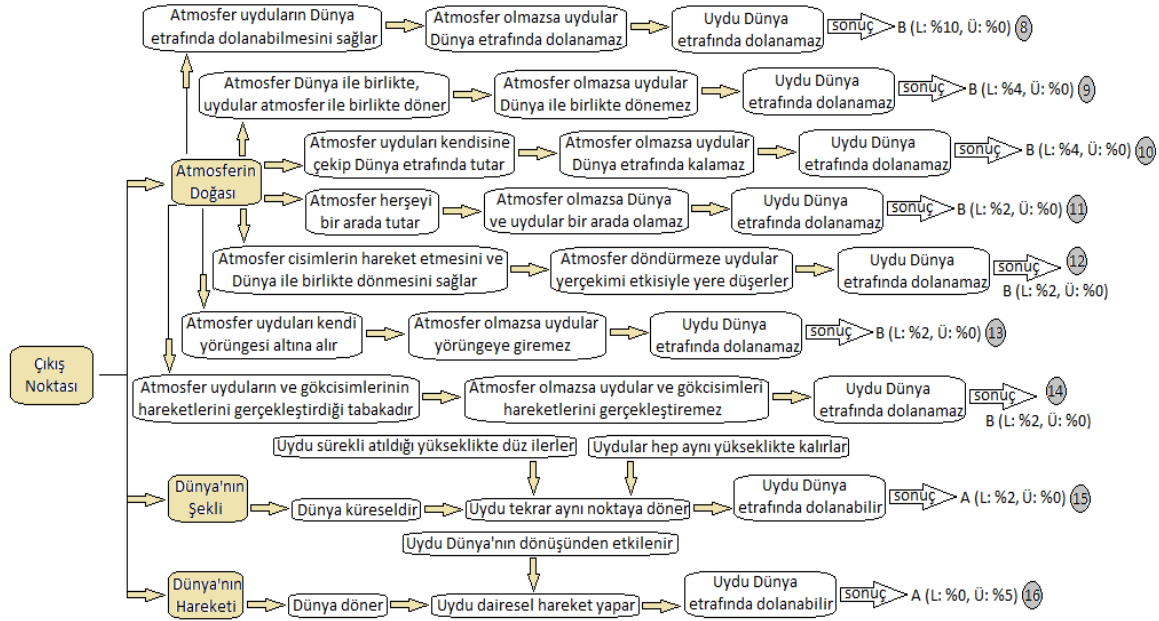 Atmosfer uyduların Dünya
etrafında dolanabilmesini sağlar
Atmosfer olmazsa uydular
Dünya etrafında dolanamaz
Uydu Dünya
etrafında dolanamaz
sonuç
B (L: %10, Ü: %0)
8
Atmosfer Dünya ile birlikte,
uydular atmosfer ile birlikte döner
Atmosfer olmazsa uydular
Dünya ile birlikte dönemez
Uydu Dünya
etrafında dolanamaz
sonuç
B (L: %4, Ü: %0)
9
Atmosfer uyduları kendisine
çekip Dünya etrafında tutar
Atmosfer olmazsa uydular
Dünya etrafında kalamaz
Uydu Dünya
etrafında dolanamaz
sonuç
B (L: %4, Ü: %0)
10
Atmosferin
Doğası
Atmosfer herşeyi
bir arada tutar
Atmosfer olmazsa Dünya
ve uydular bir arada olamaz
Uydu Dünya
etrafında dolanamaz
sonuç
B (L: %2, Ü: %0)
11
Atmosfer cisimlerin hareket etmesini ve
Dünya ile birlikte dönmesini sağlar
Atmosfer döndürmeze uydular
yerçekimi etkisiyle yere düşerler
Uydu Dünya
etrafında dolanamaz
sonuç
12
B (L: %2, Ü: %0)
Atmosfer uyduları kendi
yörüngesi altına alır
Atmosfer olmazsa uydular
yörüngeye giremez
Uydu Dünya
etrafında dolanamaz
sonuç
B (L: %2, Ü: %0)
13
Çıkış
Noktası
Atmosfer uyduların ve gökcisimlerinin
hareketlerini gerçekleştirdiği tabakadır
Atmosfer olmazsa uydular ve gökcisimleri
hareketlerini gerçekleştiremez
Uydu Dünya
etrafında dolanamaz
sonuç
14
B (L: %2, Ü: %0)
Uydu sürekli atıldığı yükseklikte düz ilerler
Uydular hep aynı yükseklikte kalırlar
Dünya'nın
Şekli
Dünya küreseldir
Uydu tekrar aynı noktaya döner
Uydu Dünya
etrafında dolanabilir
sonuç
A (L: %2, Ü: %0)
15
Uydu Dünya'nın dönüşünden etkilenir
Dünya'nın
Hareketi
Dünya döner
Uydu dairesel hareket yapar
Uydu Dünya
etrafında dolanabilir
sonuç
A (L: %0, Ü: %5)
16